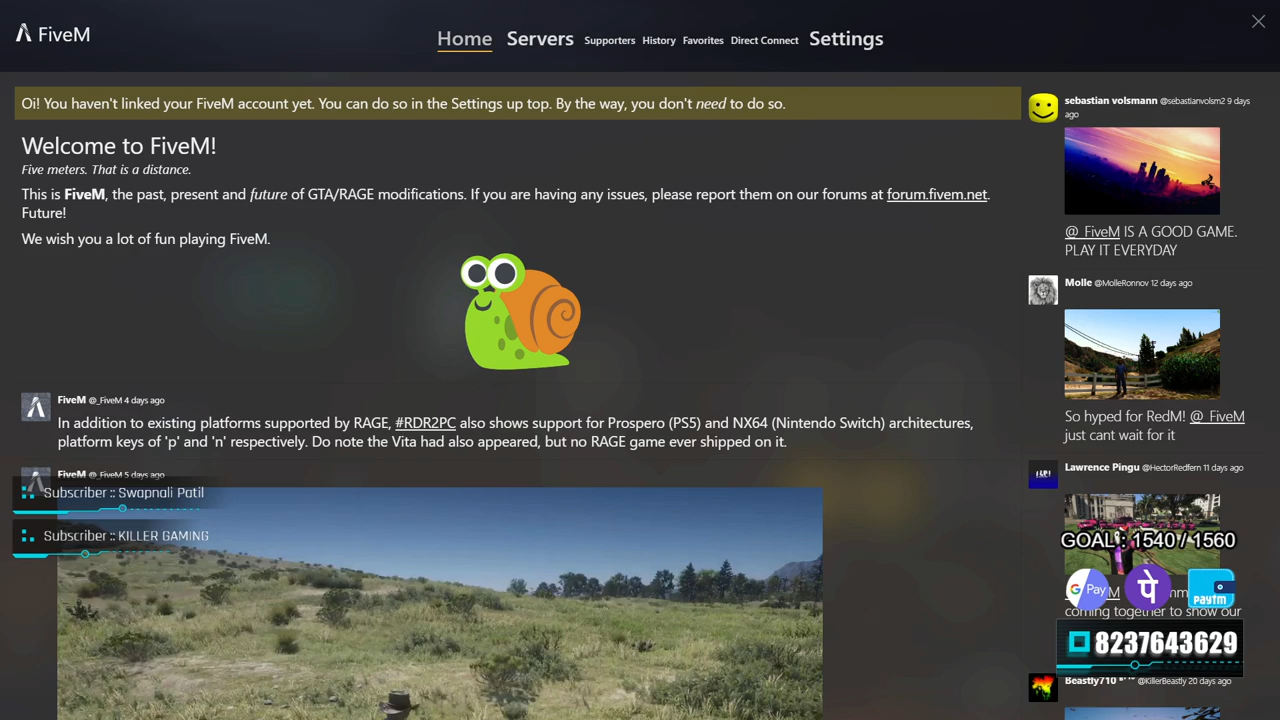 FiveM
Home Servers Supporters History Favorites Direct Connect Settings
Oi! You haven't linked your FiveM account yet. You can do so in the Settings up top. By the way, you don't need to do so.
Welcome to FiveM!
Five meters. That is a distance.
This is FiveM, the past, present and future of GTA/RAGE modifications. If you are having any issues, please report them on our forums at forum.fivem.net.
Future!
We wish you a lot of fun playing FiveM.
FiveM @_FiveM 4 days ago
In addition to existing platforms supported by RAGE, #RDR2PC also shows support for Prospero (PS5) and NX64 (Nintendo Switch) architectures,
platform keys of 'p' and 'n' respectively. Do note the Vita had also appeared, but no RAGE game ever shipped on it.
FiveM @_FiveM 5 days ago
Subscriber :: Swapnali Patil
Subscriber :: KILLER GAMING
sebastian volsmann @sebastianvolsm2 9 days
ago
@_FiveM IS A GOOD GAME.
PLAY IT EVERYDAY
Molle @MolleRonnov 12 days ago
So hyped for RedM! @_FiveM
just cant wait for it
Lawrence Pingu @HectorRedfern 11 days ago
GOAL : 1540 / 1560
G Pay पे paytm
coming together to show our
8237643629
Beastly710 @KillerBeastly 20 days ago